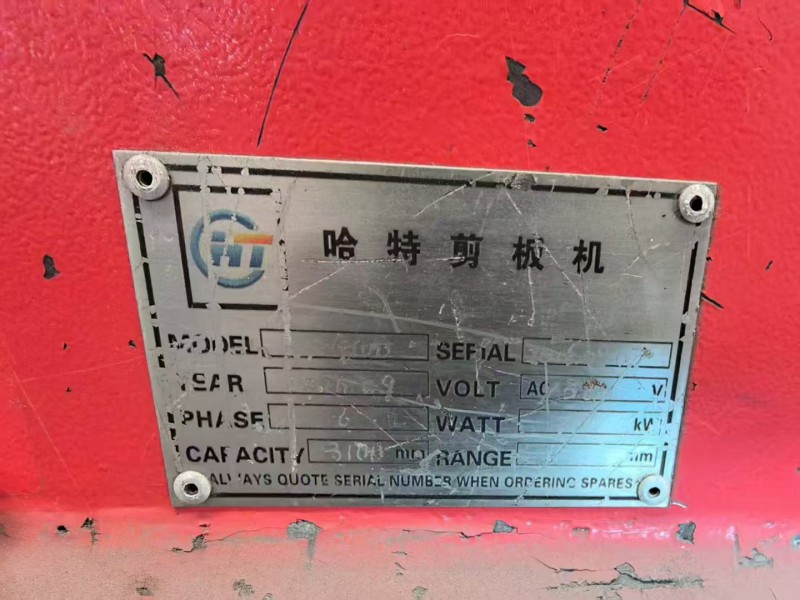 HT
哈特剪板机
MODEL SERIAL
YEAR VOLT AC V
PHASE 6 WATT kW
CAPACITY 3100 mm RANGE mm
ALWAYS QUOTE SERIAL NUMBER WHEN ORDERING SPARES